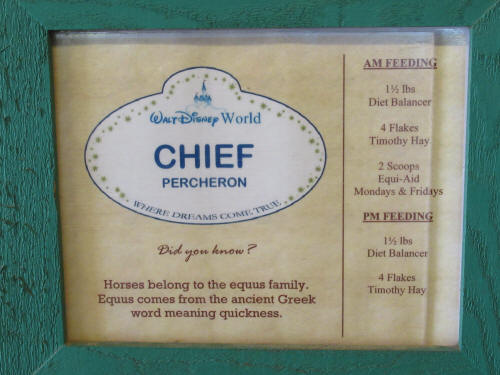 WALT DISNEY World
CHIEF
PERCHERON
WHERE DREAMS COME TRUE
Did you know?
Horses belong to the equus family.
Equus comes from the ancient Greek
word meaning quickness.
AM FEEDING
1½ lbs
Diet Balancer
4 Flakes
Timothy Hay
2 Scoops
Equi-Aid
Mondays & Fridays
PM FEEDING
1½ lbs
Diet Balancer
4 Flakes
Timothy Hay